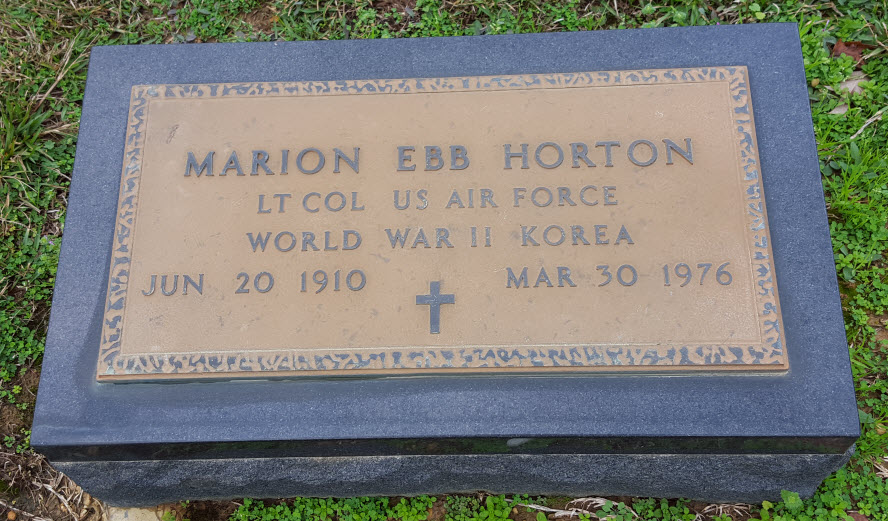 MARION EBB HORTON
LT COL US AIR FORCE
WORLD WAR II KOREA
JUN 20 1910 MAR 30 1976